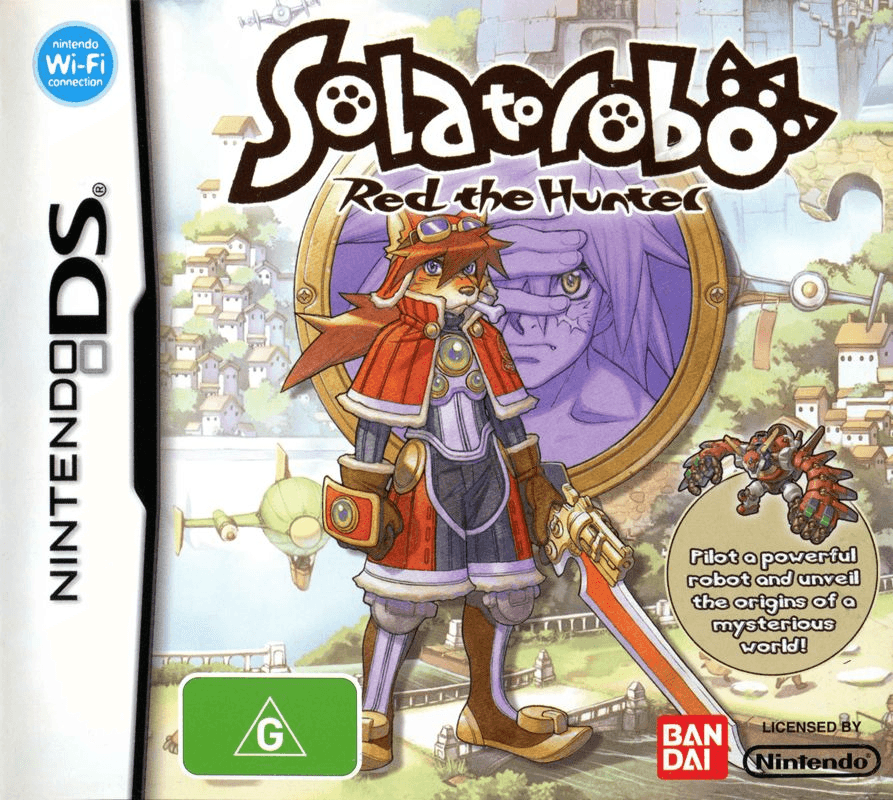 nintendo
Wi-Fi
connection
NINTENDO DS®
Solatorobo
Red the Hunter
Pilot a powerful
robot and unveil
the origins of a
mysterious
world!
G
BAN
DAI
LICENSED BY
Nintendo